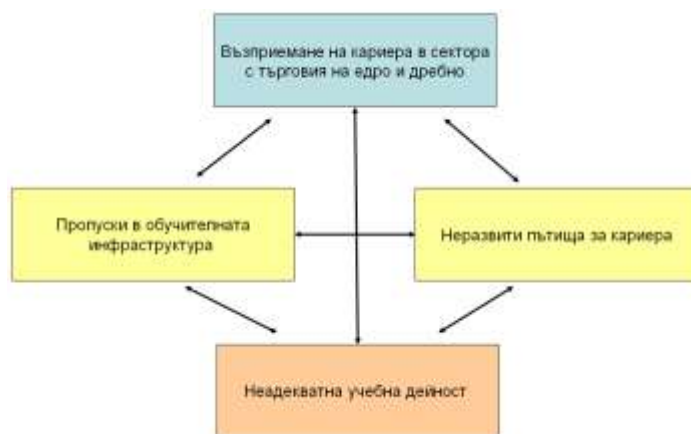 Възприемане на кариера в сектора
с търговия на едро и дребно
Пропуски в обучителната
инфраструктура
Неразвити пътища за кариера
Неадекватна учебна дейност